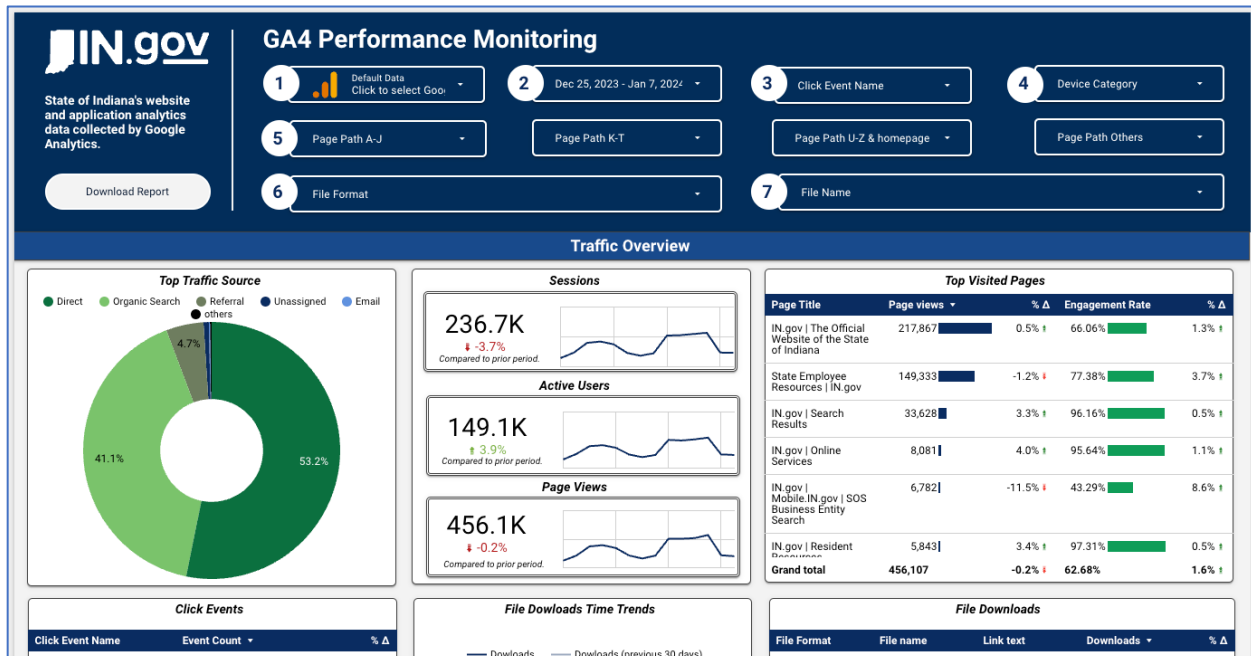 IN.gov
State of Indiana's website
and application analytics
data collected by Google
Analytics.
Download Report
GA4 Performance Monitoring
1 Default Data
Click to select Goo
2 Dec 25, 2023 - Jan 7, 2024
3 Click Event Name
4 Device Category
5 Page Path A-J
Page Path K-T
Page Path U-Z & homepage
Page Path Others
6 File Format
7 File Name
Traffic Overview
Top Traffic Source
Direct Organic Search Referral Unassigned Email
others
4.7%
41.1%
53.2%
Sessions
236.7K
-3.7%
Compared to prior period.
Active Users
149.1K
3.9%
Compared to prior period.
Page Views
456.1K
-0.2%
Compared to prior period.
Top Visited Pages
Page Title Page views % Δ Engagement Rate % Δ
IN.gov | The Official 217,867 0.5% 66.06% 1.3%
Website of the State
of Indiana
State Employee 149,333 -1.2% 77.38% 3.7%
Resources | IN.gov
IN.gov | Search 33,628 3.3% 96.16% 0.5%
Results
IN.gov | Online 8,081 4.0% 95.64% 1.1%
Services
IN.gov | 6,782 -11.5% 43.29% 8.6%
Mobile.IN.gov | SOS
Business Entity
Search
IN.gov | Resident 5,843 3.4% 97.31% 0.5%
Resources
Grand total 456,107 -0.2% 62.68% 1.6%
Click Events
Click Event Name Event Count % Δ
File Dowloads Time Trends
Dowloads Dowloads (previous 30 days)
File Downloads
File Format File name Link text Downloads % Δ